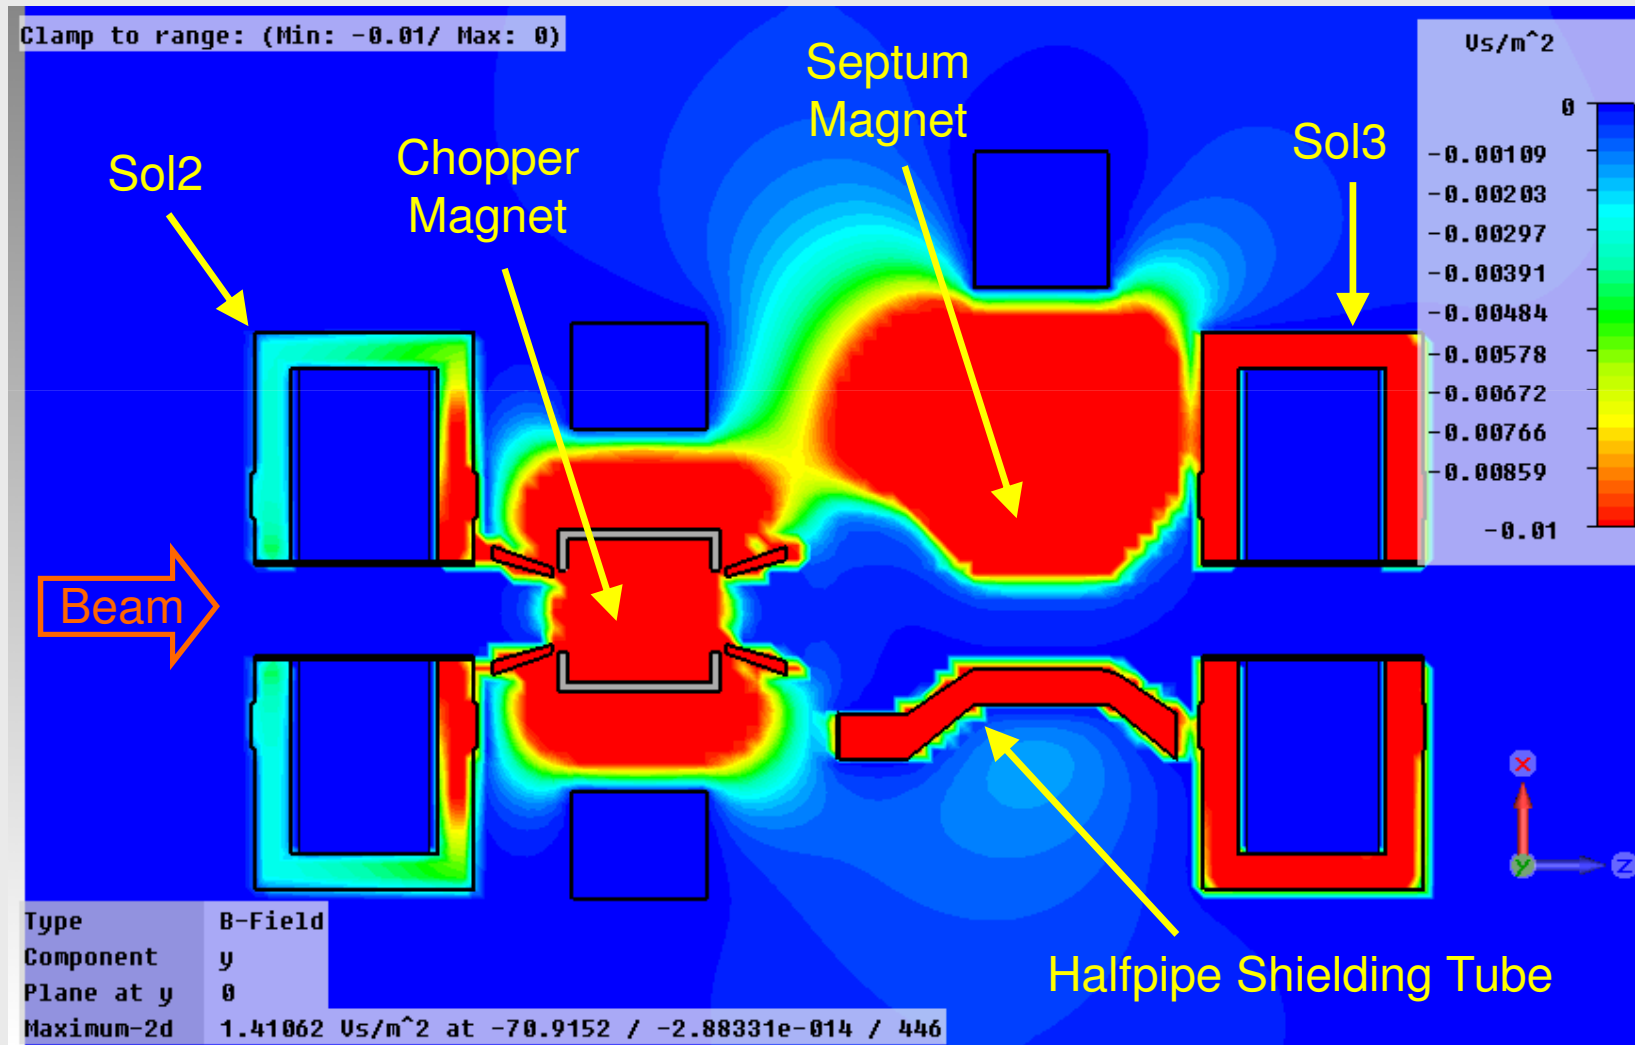 Clamp to range: (Min: -0.01/ Max: 0)
Vs/m^2
Septum
Magnet
Chopper
Magnet
Sol2
Sol3
0
-0.00109
-0.00203
-0.00297
-0.00391
-0.00484
-0.00578
-0.00672
-0.00766
-0.00859
-0.01
Beam
x
y
z
Halfpipe Shielding Tube
Type B-Field
Component y
Plane at y 0
Maximum-2d 1.41062 Vs/m^2 at -70.9152 / -2.88331e-014 / 446